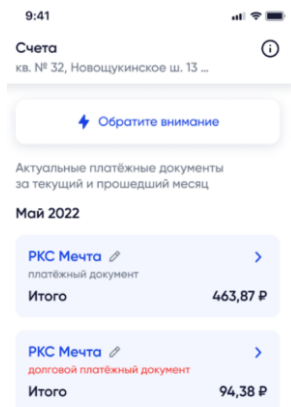 9:41
Счета
кв. № 32, Новощукинское ш. 13 ...
Обратите внимание
Актуальные платёжные документы
за текущий и прошедший месяц
Май 2022
РКС Мечта
платёжный документ
Итого 463,87 ₽
РКС Мечта
долговой платёжный документ
Итого 94,38 ₽